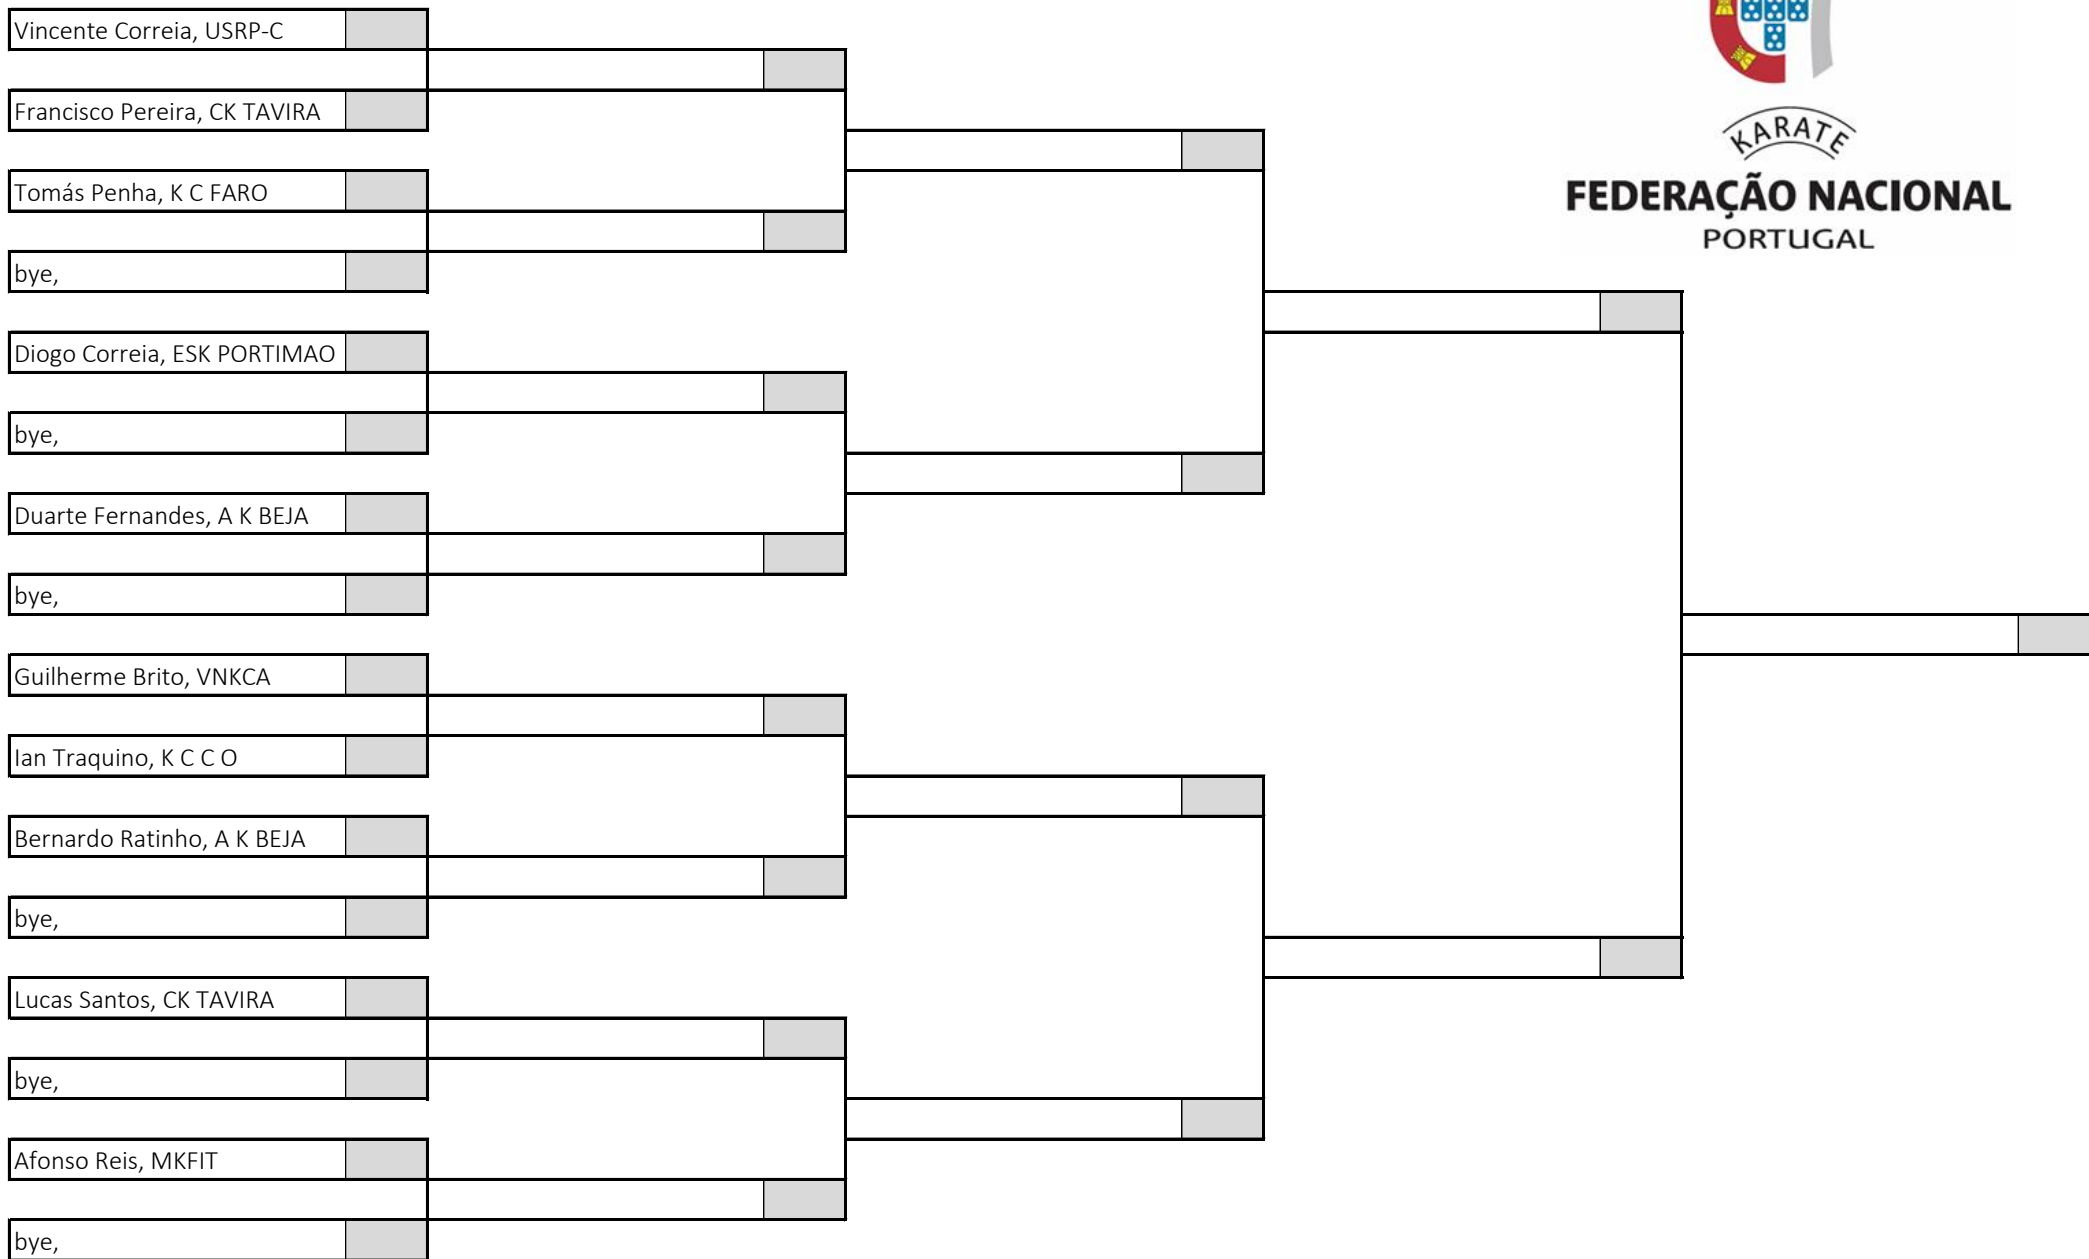 Vincente Correia, USRP-C
Francisco Pereira, CK TAVIRA
Tomás Penha, K C FARO
bye,
Diogo Correia, ESK PORTIMAO
bye,
Duarte Fernandes, A K BEJA
bye,
Guilherme Brito, VNKCA
Ian Traquino, K C C O
Bernardo Ratinho, A K BEJA
bye,
Lucas Santos, CK TAVIRA
bye,
Afonso Reis, MKFIT
bye,
KARATE
FEDERAÇÃO NACIONAL
PORTUGAL